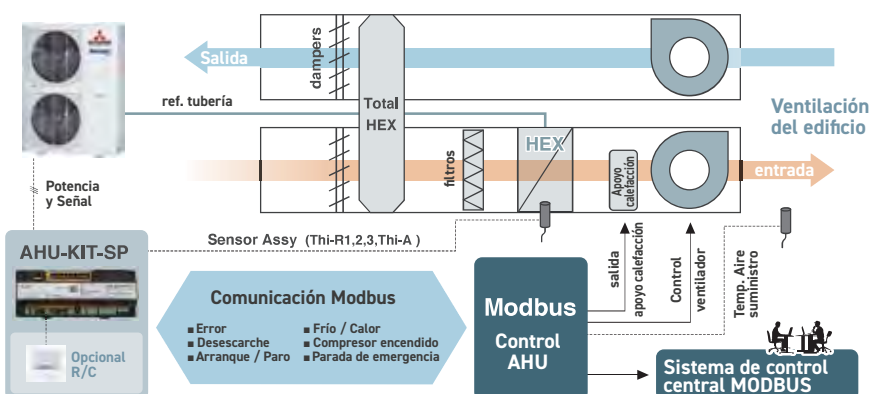 Salida
dampers
ref. tubería
Total
HEX
Ventilación
del edificio
filtros
HEX
Apoyo
calefacción
entrada
Potencia
y Señal
Sensor Assy (Thi-R1,2,3,Thi-A )
AHU-KIT-SP
Opcional
R/C
Comunicación Modbus
■ Error
■ Desescarche
■ Arranque / Paro
■ Frío / Calor
■ Compresor encendido
■ Parada de emergencia
Modbus
Control
AHU
salida
apoyo calefacción
Control
ventilador
Temp. Aire
suministro
Sistema de control
central MODBUS